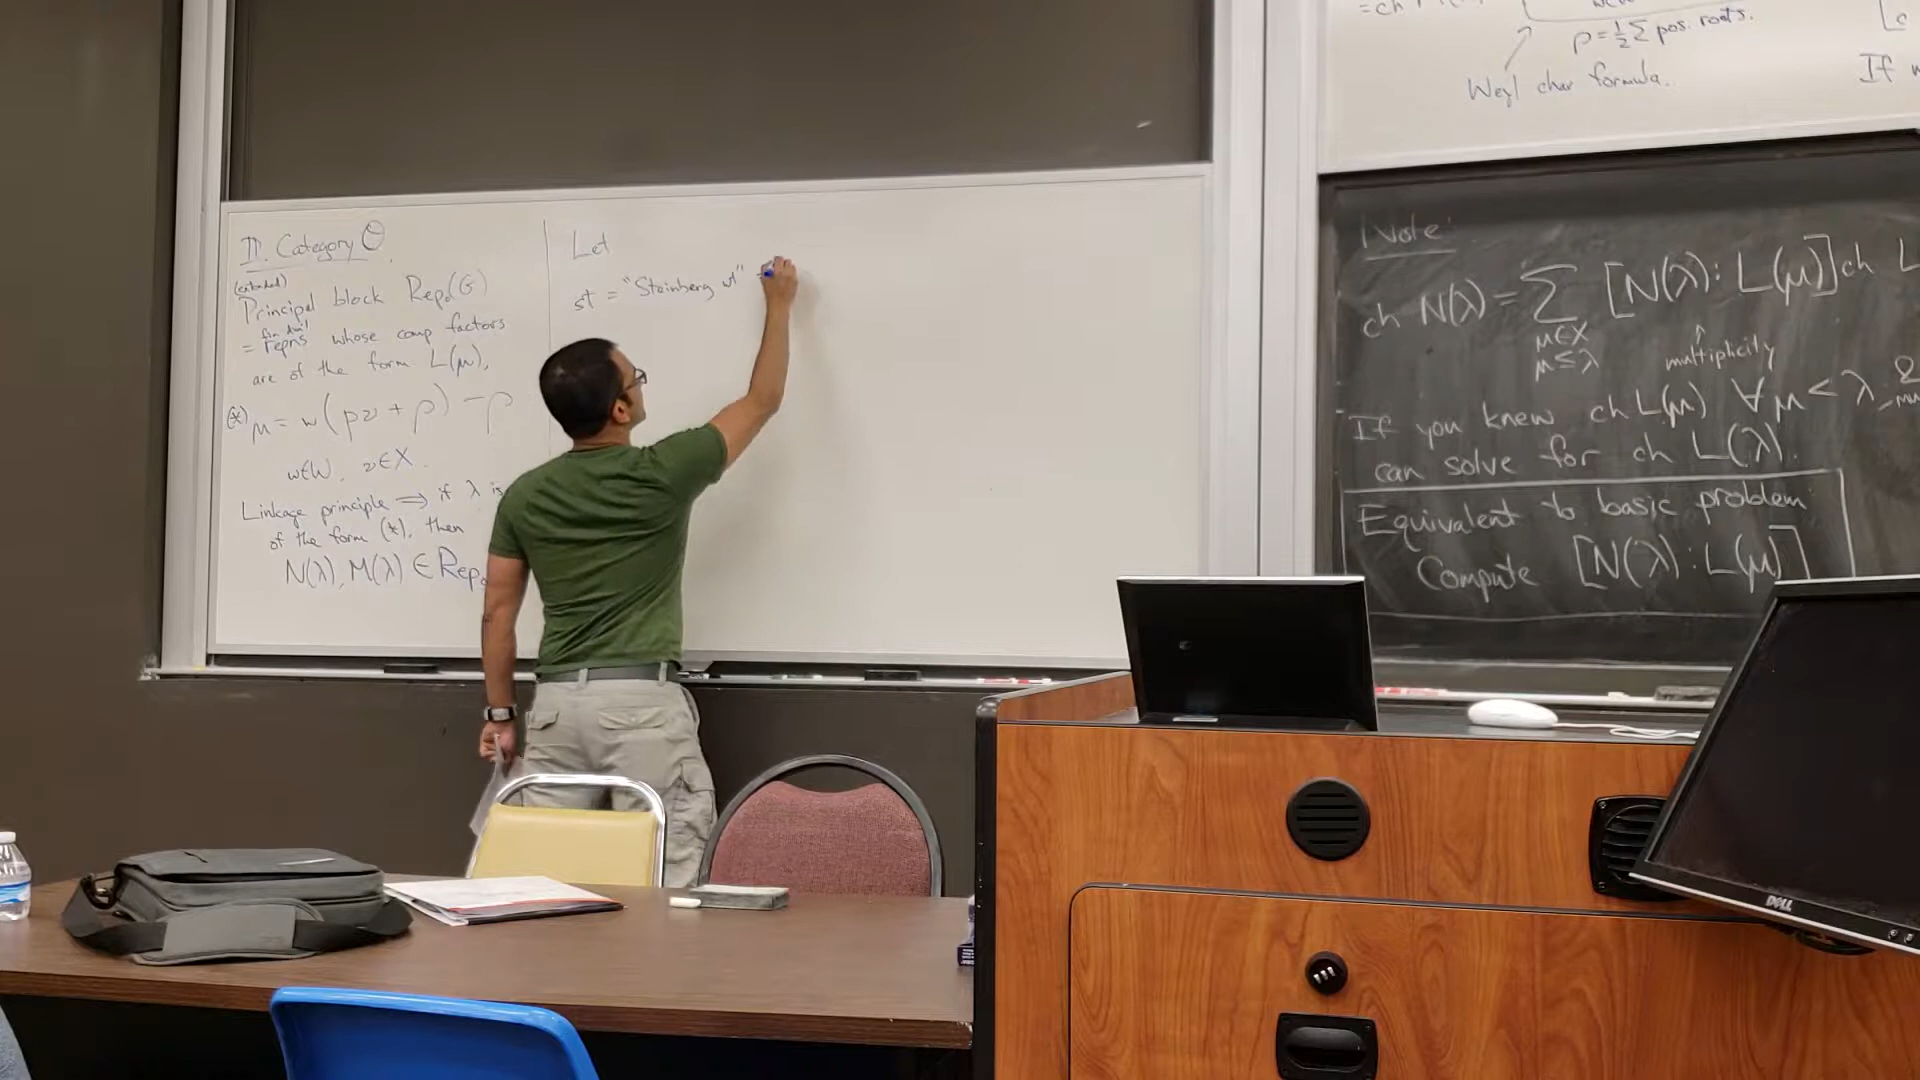 II. Category O
(extended)
Principal block Rep₀(G)
fin dim'l
= repns whose comp factors
are of the form L(μ),
(*) μ = w(pν + ρ) - ρ
w∈W, ν∈X.
Linkage principle ⟹ if λ is
of the form (*), then
N(λ), M(λ) ∈ Rep₀
Let
st = "Steinberg wt" =
= ch
ρ = ½ Σ pos. roots.
Weyl char formula.
If
Note:
ch N(λ) = Σ [N(λ) : L(μ)] ch L
μ∈X
μ≤λ
multiplicity
If you knew ch L(μ) ∀μ < λ &
can solve for ch L(λ).
Equivalent to basic problem:
Compute [N(λ) : L(μ)]
DELL